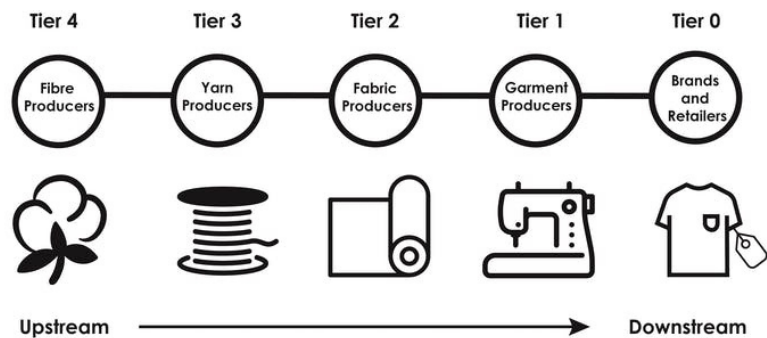 Tier 4
Tier 3
Tier 2
Tier 1
Tier 0
Fibre
Producers
Yarn
Producers
Fabric
Producers
Garment
Producers
Brands
and
Retailers
Upstream
Downstream